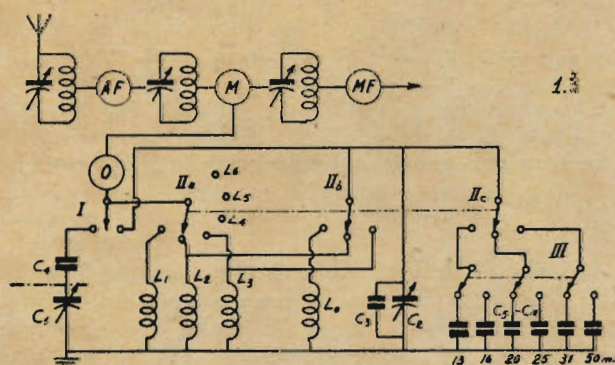 AF M MF
1.3
O
IIa L6 IIb IIc
L5
I L4 III
C4 L1 L2 L3 L0
C1 C3 C2 C5-C10
13 16 20 25 31 50 m.